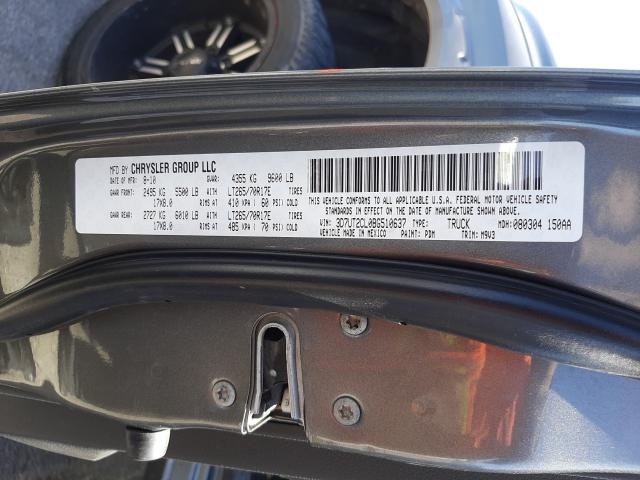 MFD BY CHRYSLER GROUP LLC
DATE OF MFR: 8-10 GVWR: 4355 KG 9600 LB
GAWR FRONT: 2495 KG 5500 LB WITH LT265/70R17E TIRES
17X8.0 RIMS AT 410 KPA ( 60 PSI) COLD
GAWR REAR: 2727 KG 6010 LB WITH LT265/70R17E TIRES
17X8.0 RIMS AT 485 KPA ( 70 PSI) COLD
THIS VEHICLE CONFORMS TO ALL APPLICABLE U.S.A. FEDERAL MOTOR VEHICLE SAFETY
STANDARDS IN EFFECT ON THE DATE OF MANUFACTURE SHOWN ABOVE.
VIN: 3D7UT2CL0BG510637 TYPE: TRUCK MDH: 080304 150AA
VEHICLE MADE IN MEXICO PAINT: PDM TRIM: M9V3